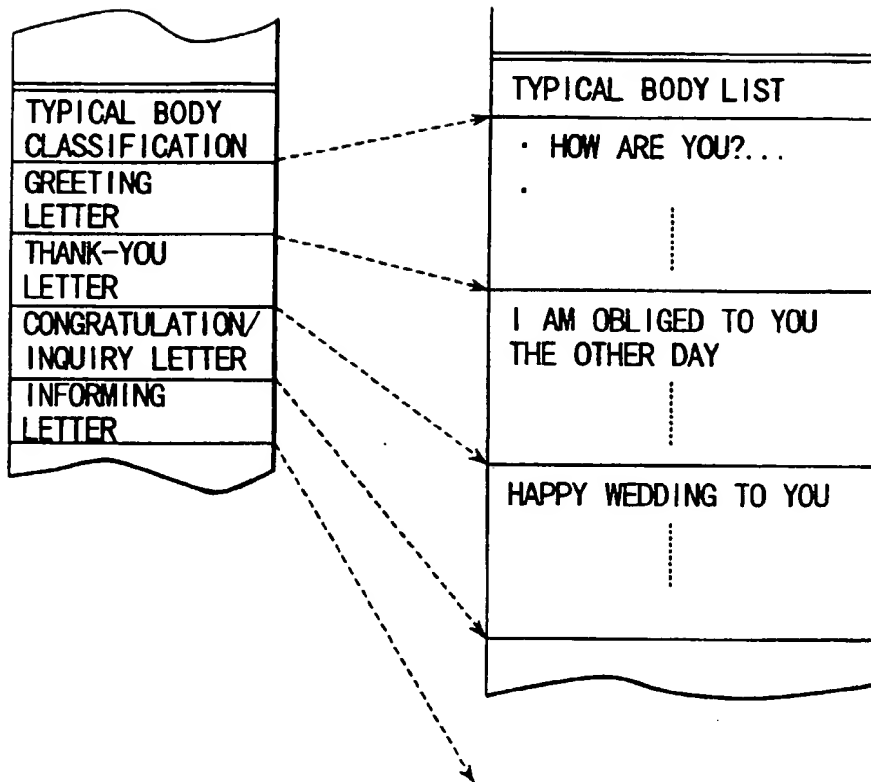 TYPICAL BODY
CLASSIFICATION
GREETING
LETTER
THANK-YOU
LETTER
CONGRATULATION/
INQUIRY LETTER
INFORMING
LETTER
TYPICAL BODY LIST
· HOW ARE YOU?...
·
I AM OBLIGED TO YOU
THE OTHER DAY
HAPPY WEDDING TO YOU